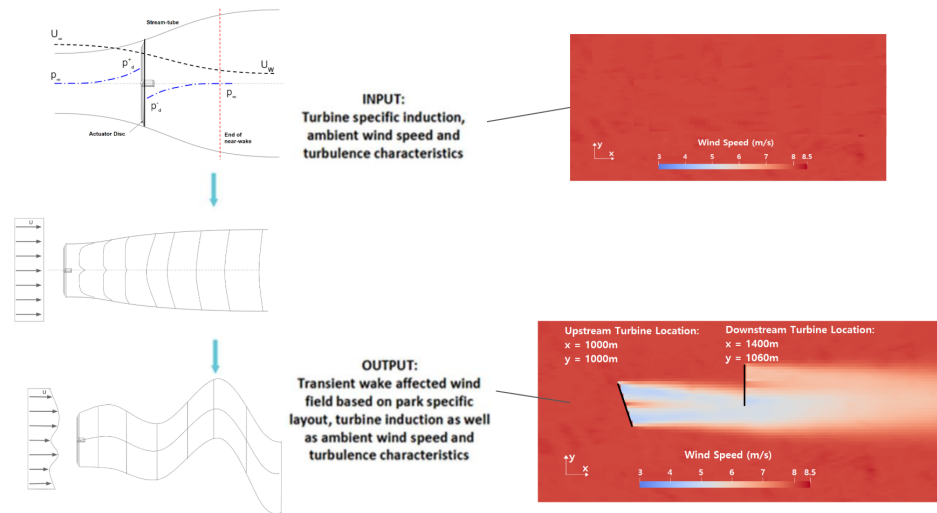 Stream-tube
U∞
p⁺d
U_W
p∞
p∞
p⁻d
Actuator Disc
End of
near-wake
INPUT:
Turbine specific induction,
ambient wind speed and
turbulence characteristics
Wind Speed (m/s)
y
x
3 4 5 6 7 8 8.5
U
U
OUTPUT:
Transient wake affected wind
field based on park specific
layout, turbine induction as well
as ambient wind speed and
turbulence characteristics
Upstream Turbine Location:
x = 1000m
y = 1000m
Downstream Turbine Location:
x = 1400m
y = 1060m
Wind Speed (m/s)
y
x
3 4 5 6 7 8 8.5